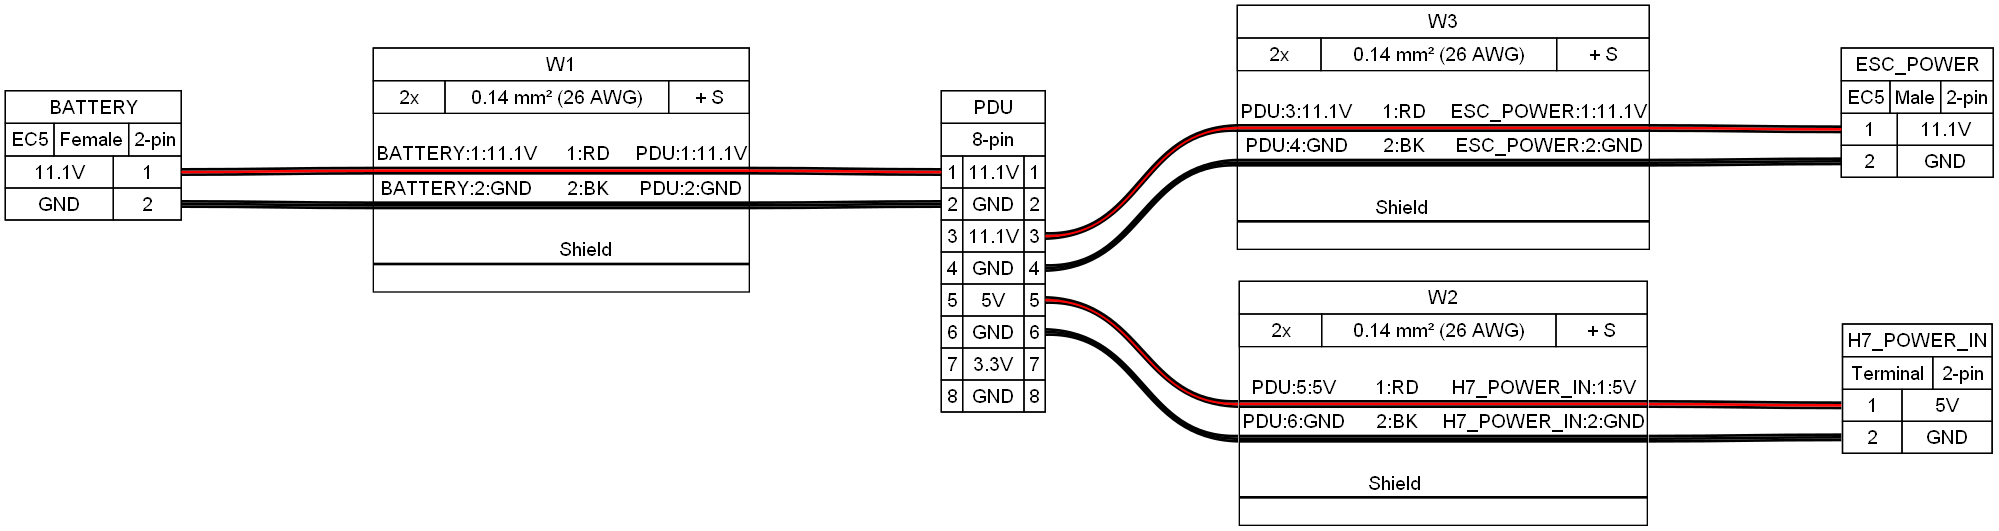 BATTERY
EC5 Female 2-pin
11.1V 1
GND 2
W1
2x 0.14 mm² (26 AWG) + S
BATTERY:1:11.1V 1:RD PDU:1:11.1V
BATTERY:2:GND 2:BK PDU:2:GND
Shield
PDU
8-pin
1 11.1V 1
2 GND 2
3 11.1V 3
4 GND 4
5 5V 5
6 GND 6
7 3.3V 7
8 GND 8
W3
2x 0.14 mm² (26 AWG) + S
PDU:3:11.1V 1:RD ESC_POWER:1:11.1V
PDU:4:GND 2:BK ESC_POWER:2:GND
Shield
ESC_POWER
EC5 Male 2-pin
1 11.1V
2 GND
W2
2x 0.14 mm² (26 AWG) + S
PDU:5:5V 1:RD H7_POWER_IN:1:5V
PDU:6:GND 2:BK H7_POWER_IN:2:GND
Shield
H7_POWER_IN
Terminal 2-pin
1 5V
2 GND